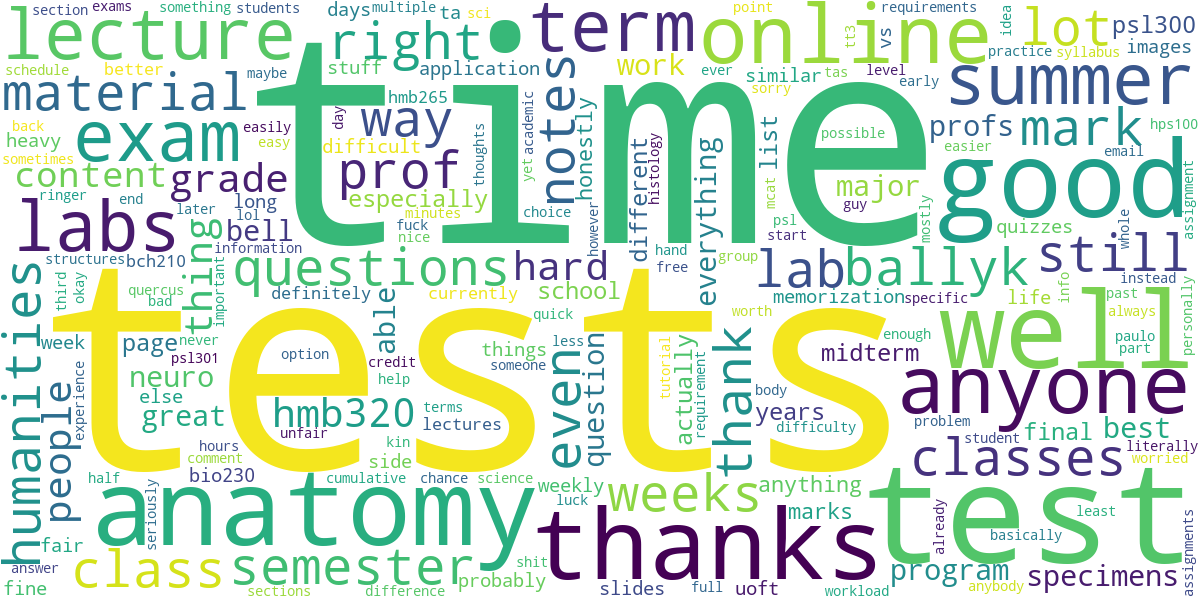 section exams something students
days multiple ta sci
requirements
lecture
right
term
online
lot
psl300
point
idea
tt3
vs
images
practice syllabus
schedule better maybe stuff application
work ever similar tas level early
summer
material
hmb265
time
notes
way
day
academic
honestly
list
sorry
possible
profs
mark
hps100
back
heavy
easily
easy
exam
difficult
thoughts
yet
different
everything
histology
mcat
easier
email
sometimes
content
grade
prof
especially
major
guy
good
assignment
ringer end later long
lol bell
minutes
fuck
nice
choice
however
psl
start
mostly
quizzes
whole
labs
information
hand
free
group
still
structures bch210
thing
important
questions
hard
lab
ballyk
info
instead
third
okay
quercus
bad
definitely
able
currently school
memorization specific
life past always
personally
humanities
week page never
psl301
option
credit
quick
less
things someone
worth
tests
enough
paulo
part
well
midterm
neuro
else
great
help
even
question
actually
requirement
tutorial
thank
body
years
difficulty
anyone
people
experience
hmb320
terms
lectures
unfair
problem
final best
student literally
worried
hours
comment
bio230
kin
side
classes
half
seriously
cumulative chance science
weekly
luck
anything
weeks
marks
anatomy
test
already
basically
least
fair
answer
fine
class
semester
probably
shit
thanks
program
anybody
specimens
assignments
sections difference slides full uoft workload